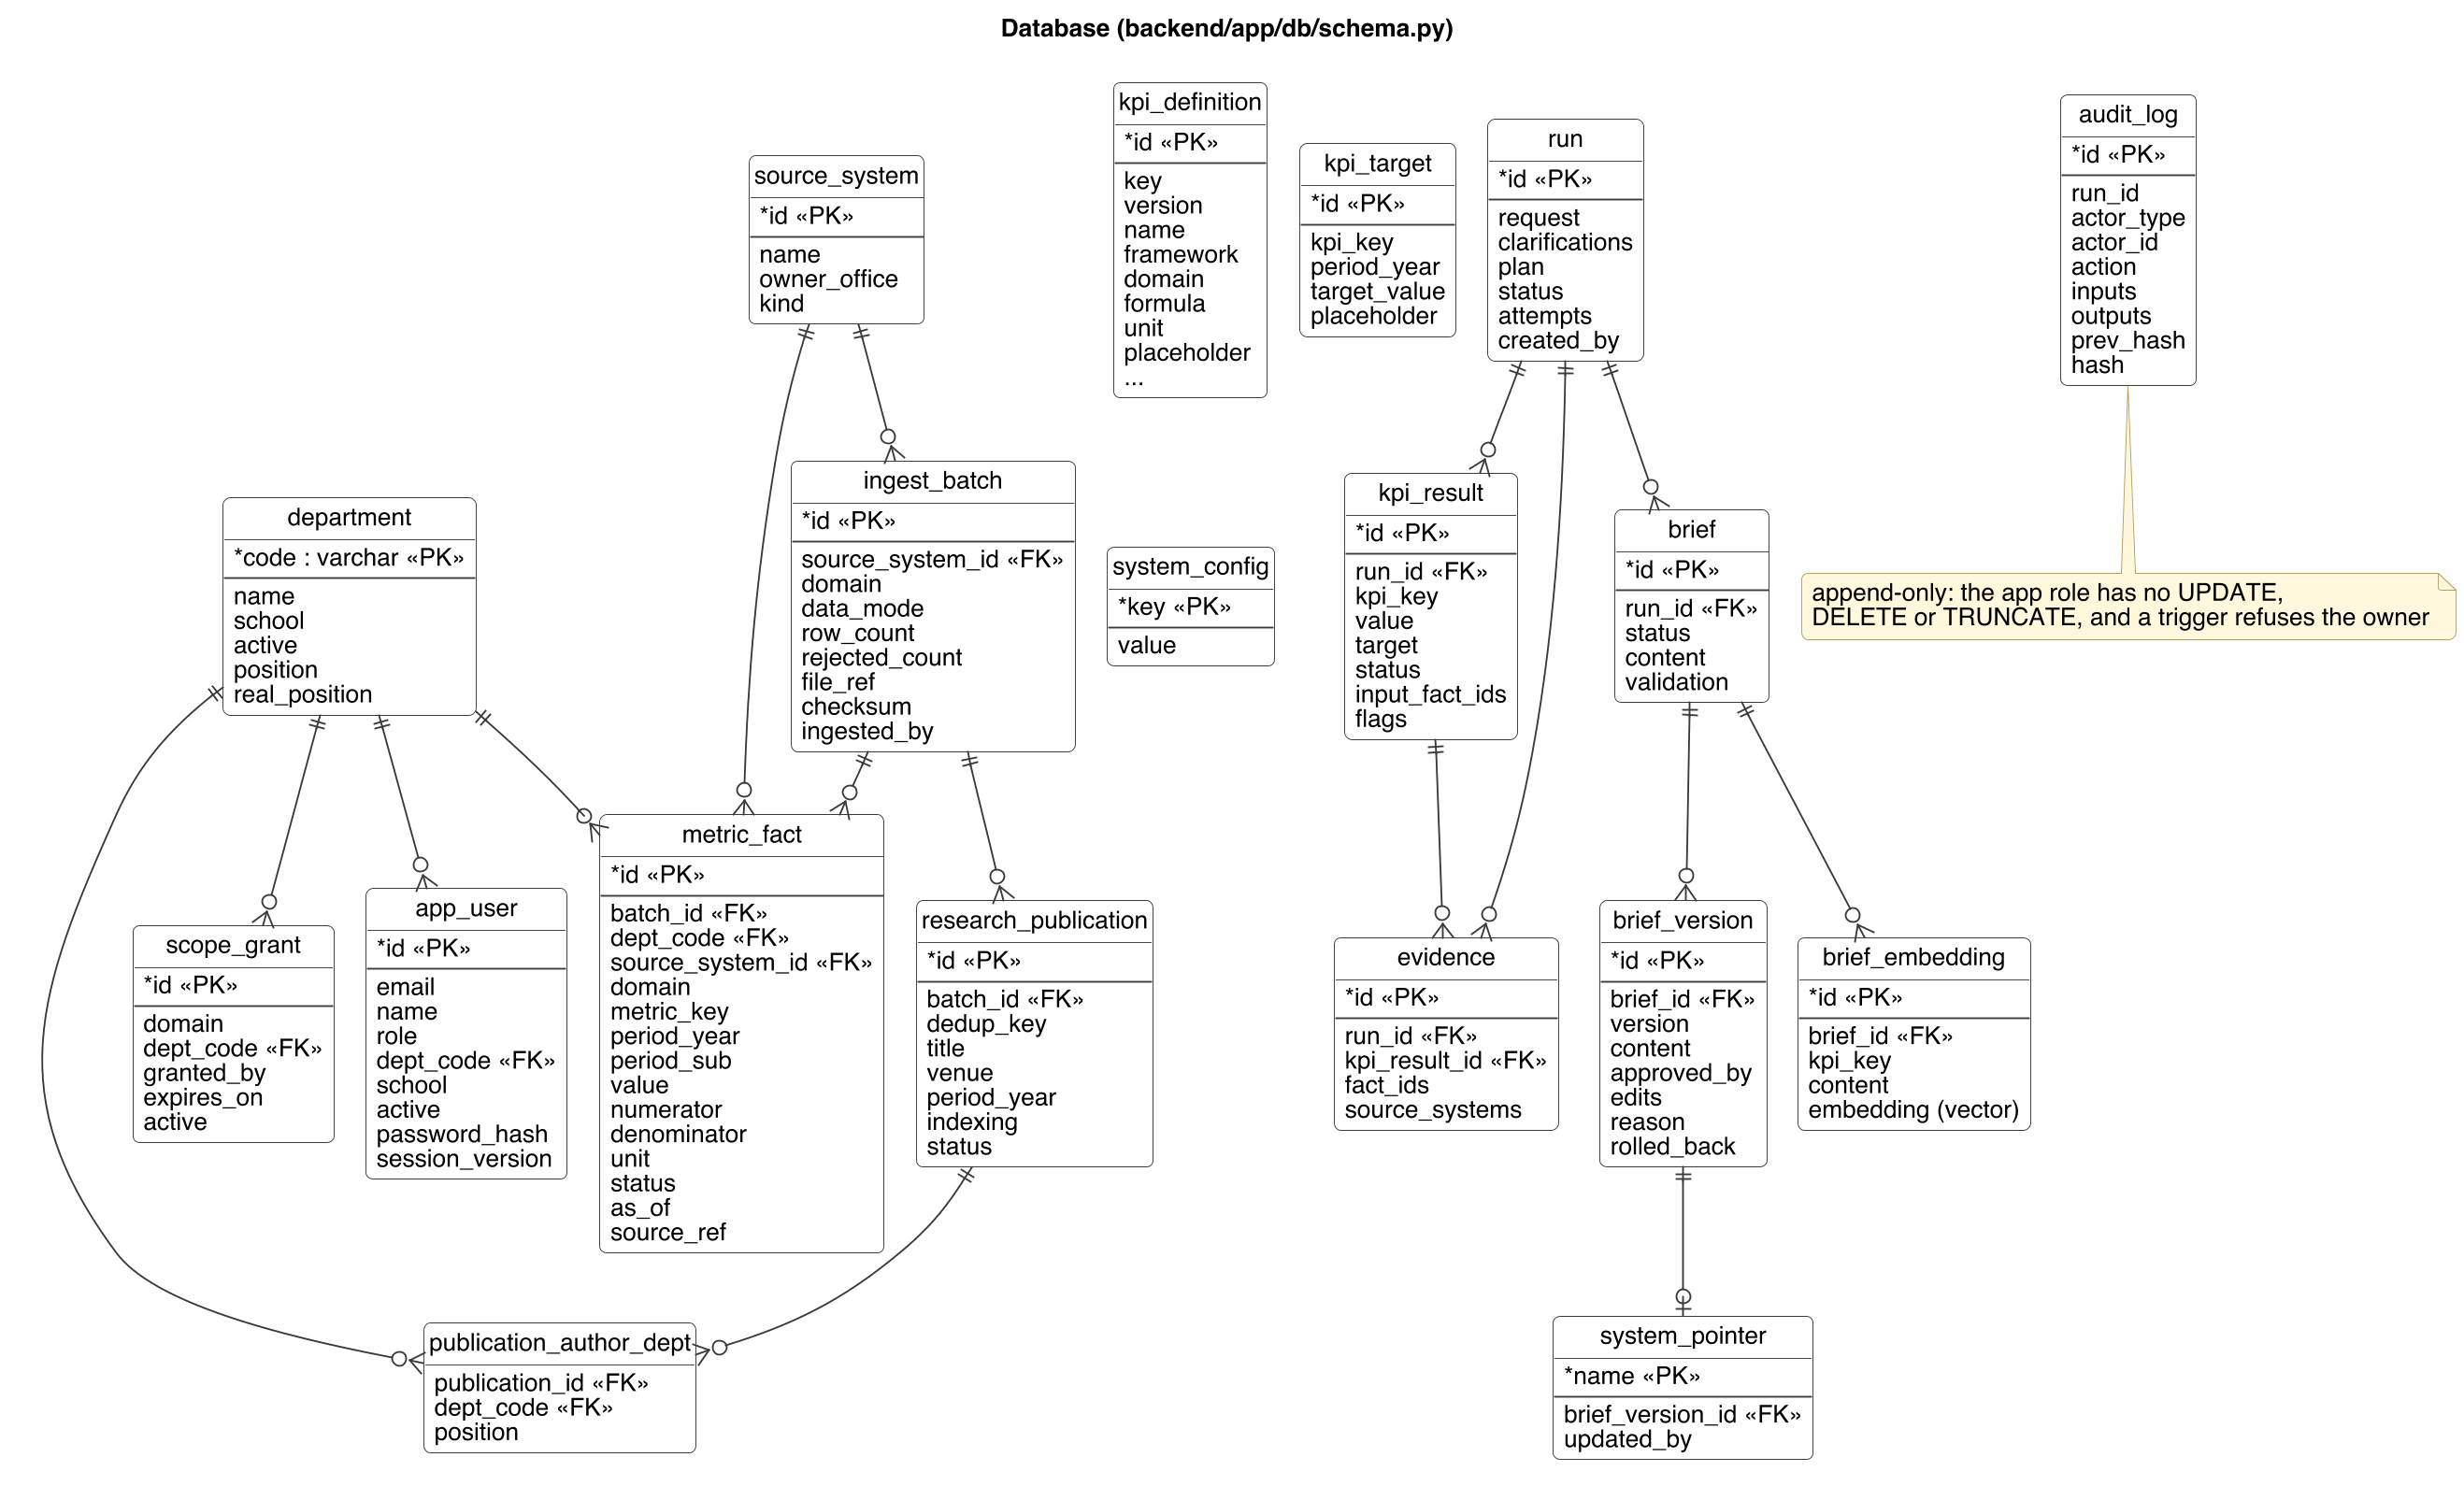 Database (backend/app/db/schema.py)
kpi_definition
*id «PK»
key
version
name
framework
domain
formula
unit
placeholder
...
audit_log
*id «PK»
run_id
actor_type
actor_id
action
inputs
outputs
prev_hash
hash
run
*id «PK»
request
clarifications
plan
status
attempts
created_by
kpi_target
*id «PK»
kpi_key
period_year
target_value
placeholder
source_system
*id «PK»
name
owner_office
kind
ingest_batch
*id «PK»
source_system_id «FK»
domain
data_mode
row_count
rejected_count
file_ref
checksum
ingested_by
kpi_result
*id «PK»
run_id «FK»
kpi_key
value
target
status
input_fact_ids
flags
department
*code : varchar «PK»
name
school
active
position
real_position
brief
*id «PK»
run_id «FK»
status
content
validation
system_config
*key «PK»
value
append-only: the app role has no UPDATE,
DELETE or TRUNCATE, and a trigger refuses the owner
metric_fact
*id «PK»
batch_id «FK»
dept_code «FK»
source_system_id «FK»
domain
metric_key
period_year
period_sub
value
numerator
denominator
unit
status
as_of
source_ref
app_user
*id «PK»
email
name
role
dept_code «FK»
school
active
password_hash
session_version
research_publication
*id «PK»
batch_id «FK»
dedup_key
title
venue
period_year
indexing
status
brief_version
*id «PK»
brief_id «FK»
version
content
approved_by
edits
reason
rolled_back
scope_grant
*id «PK»
domain
dept_code «FK»
granted_by
expires_on
active
evidence
*id «PK»
run_id «FK»
kpi_result_id «FK»
fact_ids
source_systems
brief_embedding
*id «PK»
brief_id «FK»
kpi_key
content
embedding (vector)
publication_author_dept
publication_id «FK»
dept_code «FK»
position
system_pointer
*name «PK»
brief_version_id «FK»
updated_by